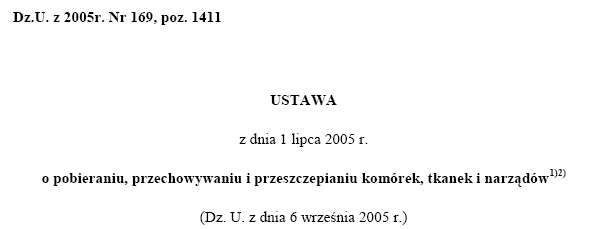 Dz.U. z 2005r. Nr 169, poz. 1411
USTAWA
z dnia 1 lipca 2005 r.
o pobieraniu, przechowywaniu i przeszczepianiu komórek, tkanek i narządów1)2)
(Dz. U. z dnia 6 września 2005 r.)